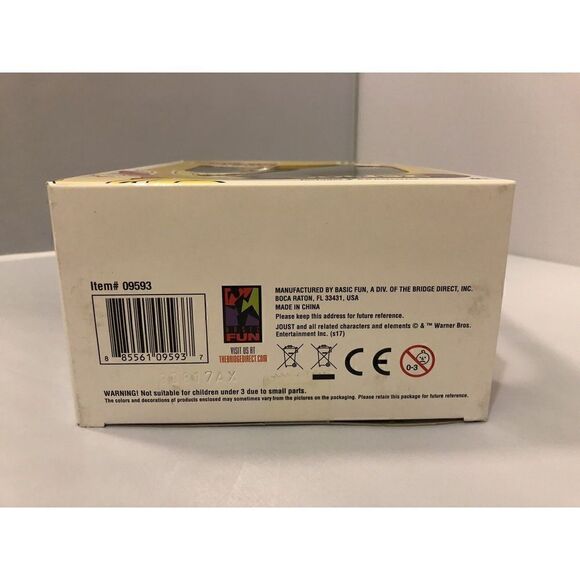 Item# 09593
8 85561 09593 7
BASIC
FUN
VISIT US AT
THEBRIDGEDIRECT.COM
MANUFACTURED BY BASIC FUN, A DIV. OF THE BRIDGE DIRECT, INC.
BOCA RATON, FL 33431, USA
MADE IN CHINA
Please keep this address for future reference.
JOUST and all related characters and elements © & ™ Warner Bros.
Entertainment Inc. (s17)
CE
0-3
WARNING! Not suitable for children under 3 due to small parts.
The colors and decorations of products enclosed may sometimes vary from the pictures on the packaging. Please retain this package for future reference.